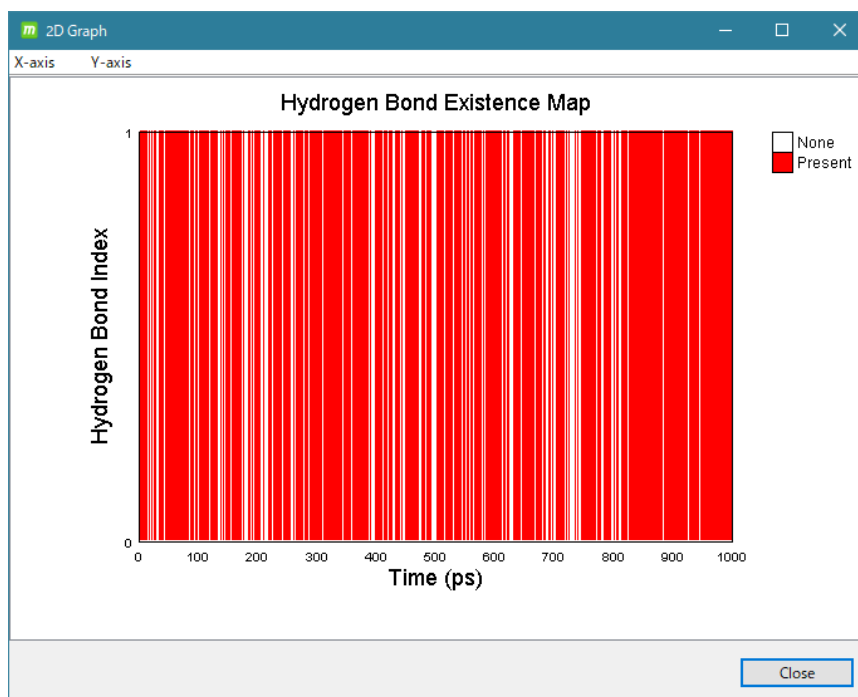 m 2D Graph
X-axis Y-axis
Hydrogen Bond Existence Map
None
Present
Hydrogen Bond Index
1
0
0 100 200 300 400 500 600 700 800 900 1000
Time (ps)
Close